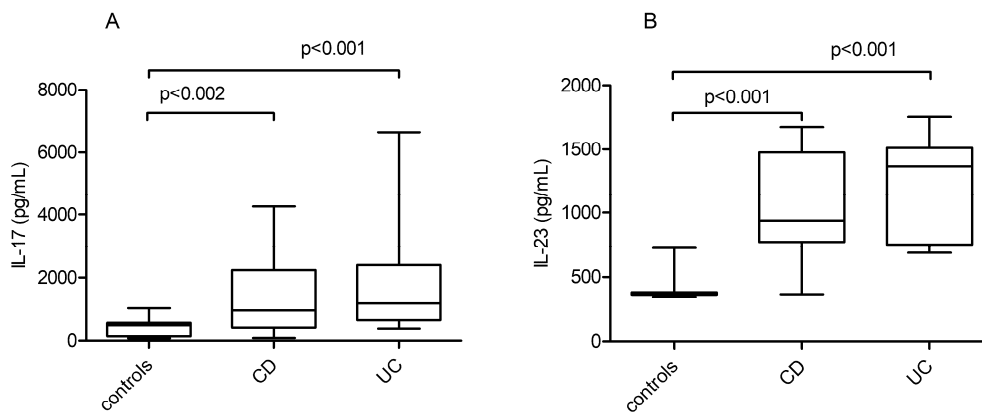 A
p<0.001
p<0.002
8000
6000
4000
2000
0
IL-17 (pg/mL)
controls
CD
UC
B
p<0.001
p<0.001
2000
1500
1000
500
0
IL-23 (pg/mL)
controls
CD
UC